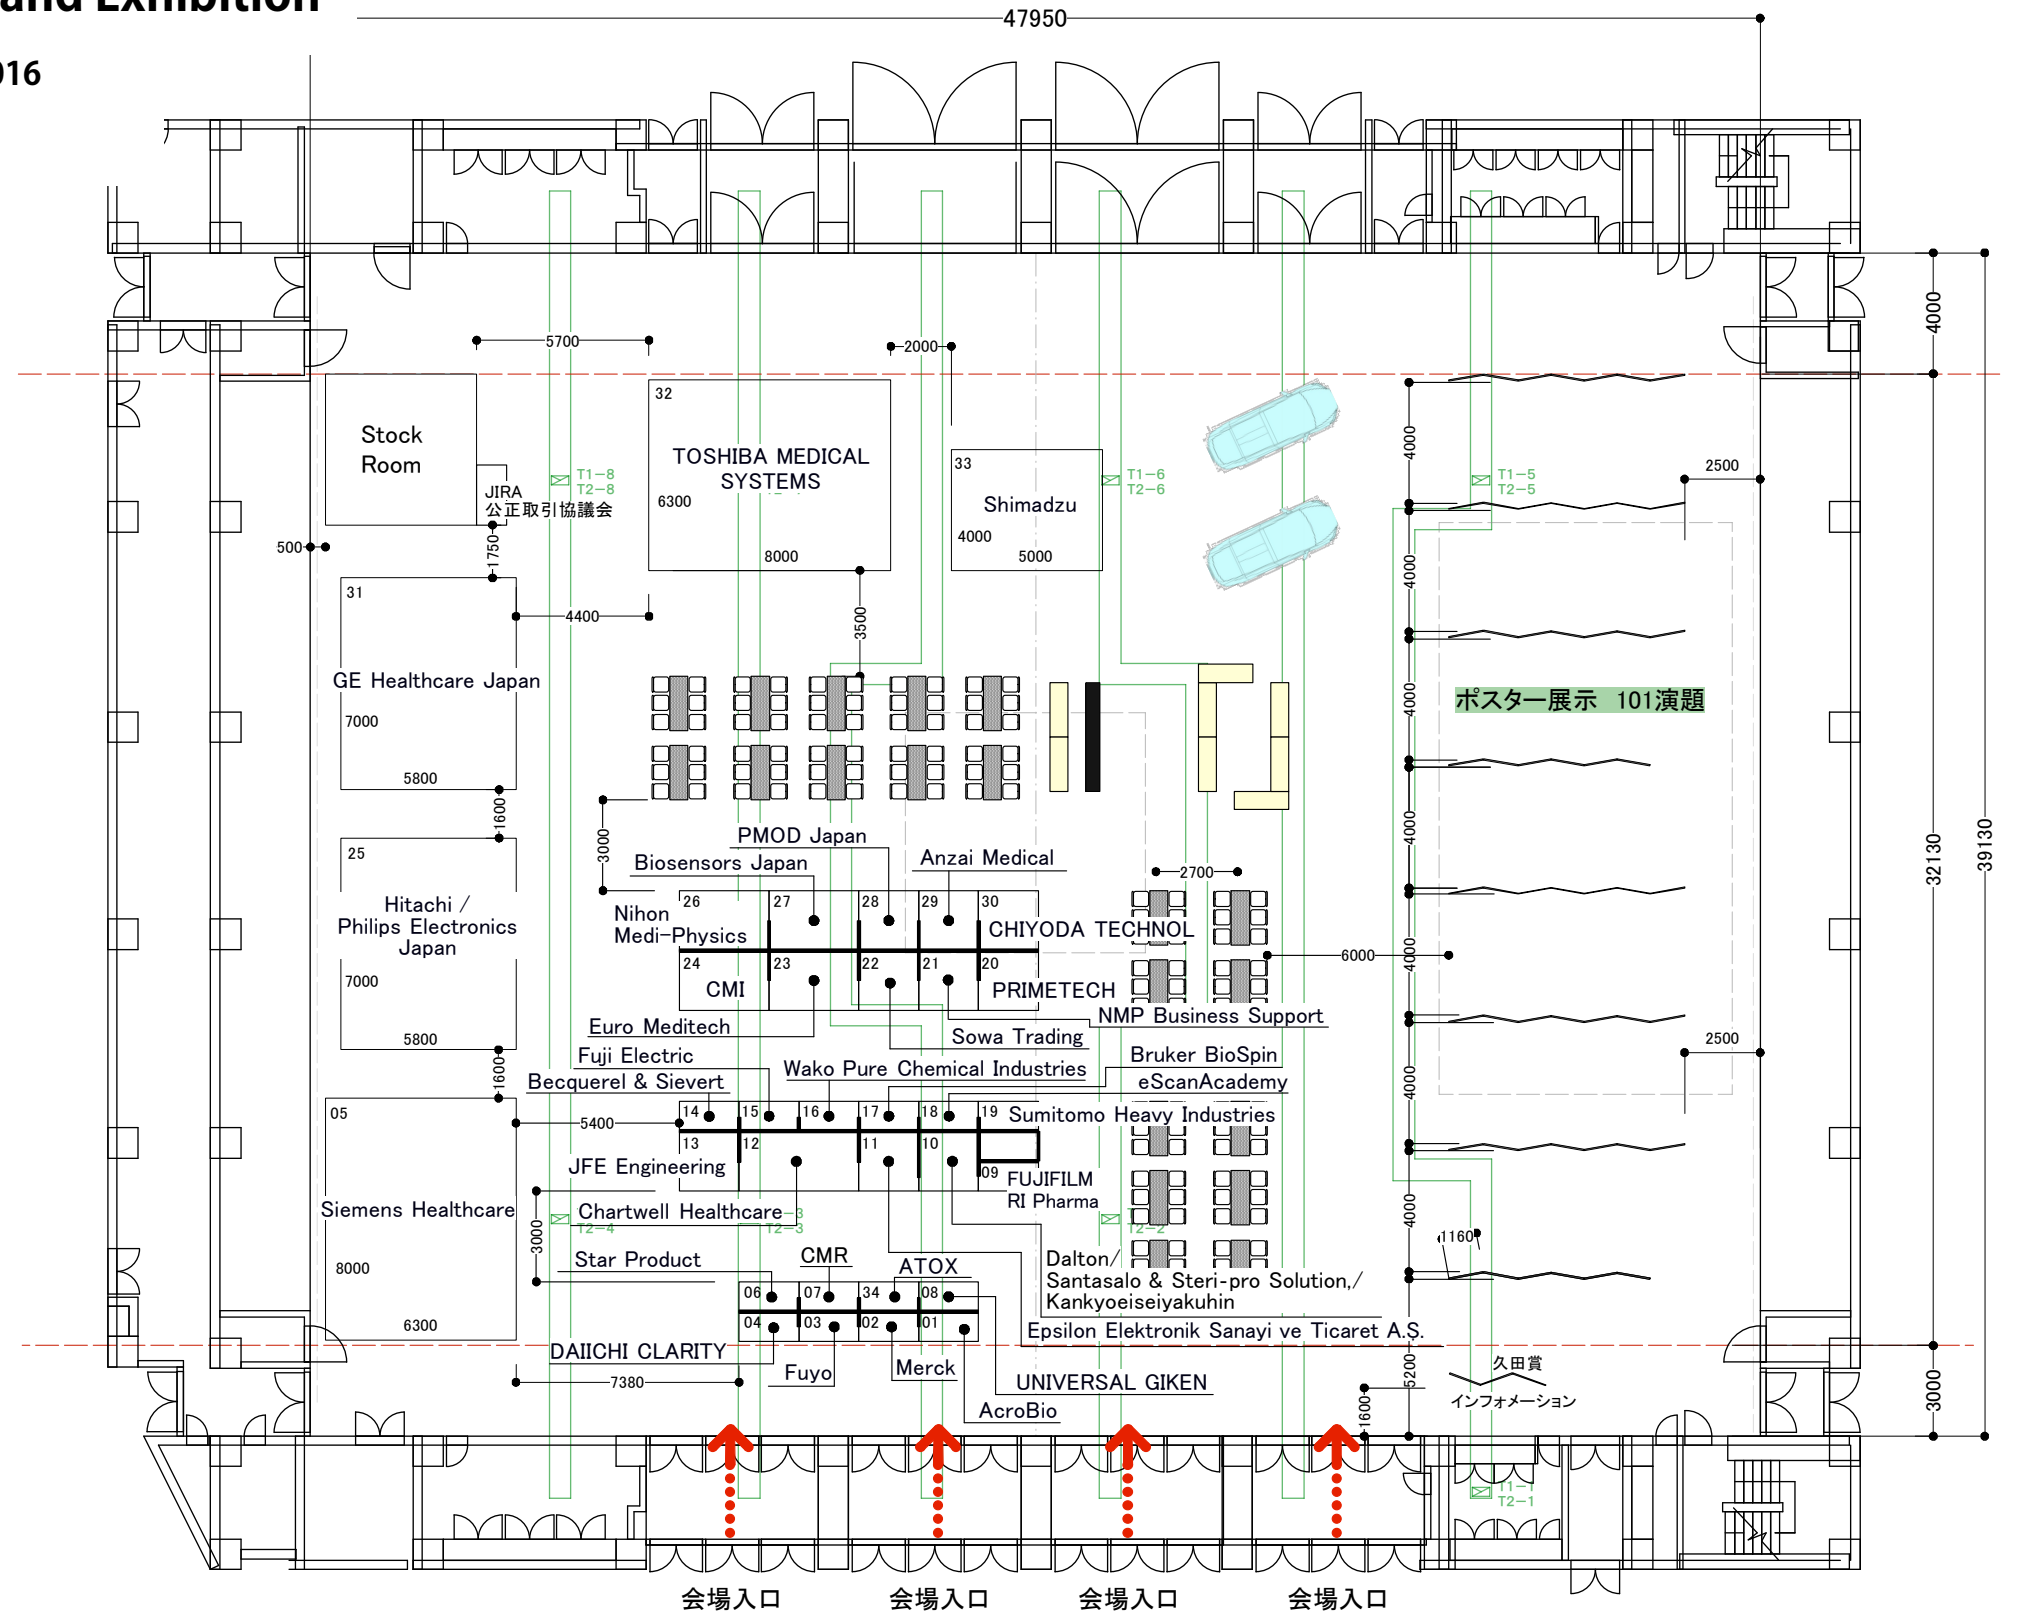 and Exhibition
016
47950
4000
32130
39130
3000
5700
2000
32
TOSHIBA MEDICAL
SYSTEMS
6300
8000
33
Shimadzu
4000
5000
Stock
Room
JIRA
公正取引協議会
T1-8
T2-8
T1-6
T2-6
T1-5
T2-5
2500
500
1750
4400
3500
31
GE Healthcare Japan
7000
5800
1600
4000
4000
4000
4000
4000
4000
4000
ポスター展示 101演題
3000
PMOD Japan
Biosensors Japan
Anzai Medical
2700
25
Hitachi /
Philips Electronics
Japan
7000
5800
1600
26
27
28
29
30
Nihon
Medi-Physics
CHIYODA TECHNOL
24
23
22
21
20
CMI
PRIMETECH
6000
Euro Meditech
Sowa Trading
NMP Business Support
2500
Fuji Electric
Wako Pure Chemical Industries
Bruker BioSpin
Becquerel & Sievert
eScanAcademy
05
Siemens Healthcare
8000
6300
5400
14
15
16
17
18
19
Sumitomo Heavy Industries
13
12
11
10
09
JFE Engineering
FUJIFILM
RI Pharma
Chartwell Healthcare
T2-4
-3
T2-3
T2-2
3000
1160
Star Product
CMR
ATOX
Dalton/
Santasalo & Steri-pro Solution,/
Kankyoeiseiyakuhin
06
07
34
08
04
03
02
01
Epsilon Elektronik Sanayi ve Ticaret A.Ş.
DAIICHI CLARITY
Fuyo
Merck
UNIVERSAL GIKEN
AcroBio
7380
1600
5200
久田賞
インフォメーション
T1-1
T2-1
会場入口
会場入口
会場入口
会場入口